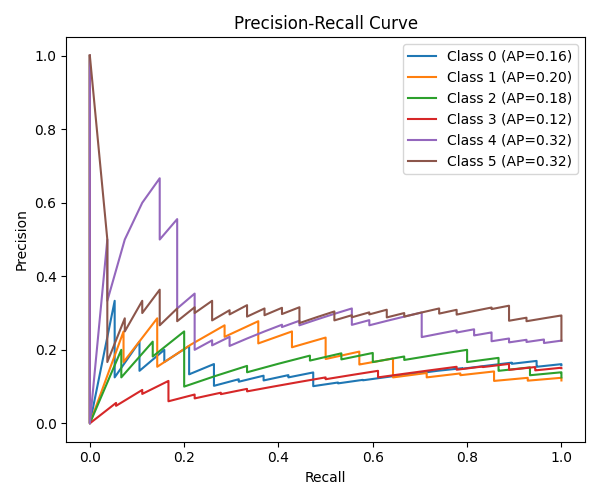 Precision-Recall Curve
Class 0 (AP=0.16)
Class 1 (AP=0.20)
Class 2 (AP=0.18)
Class 3 (AP=0.12)
Class 4 (AP=0.32)
Class 5 (AP=0.32)
Precision
1.0
0.8
0.6
0.4
0.2
0.0
0.0 0.2 0.4 0.6 0.8 1.0
Recall